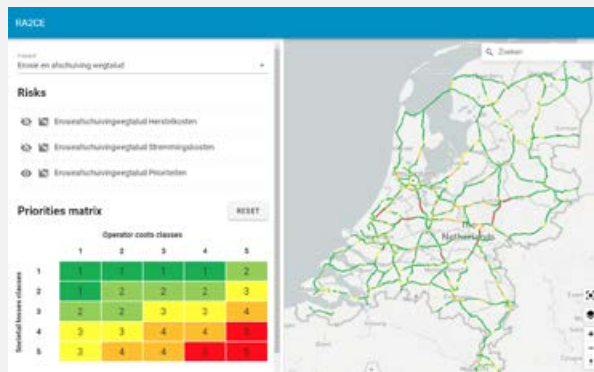 RA2CE
Erosie en afschuiving wegtalud
Risks
Erosieafschuivingwegtalud Herstelkosten
Erosieafschuivingwegtalud Stremmingskosten
Erosieafschuivingwegtalud Prioriteiten
Priorities matrix
RESET
Operator costs classes
1 2 3 4 5
Societal losses classes
1 1 1 1 1 2
2 1 2 2 2 3
3 2 2 3 3 4
4 3 3 4 4 5
5 3 4 4 5 5
Zoeken
The
Netherlands